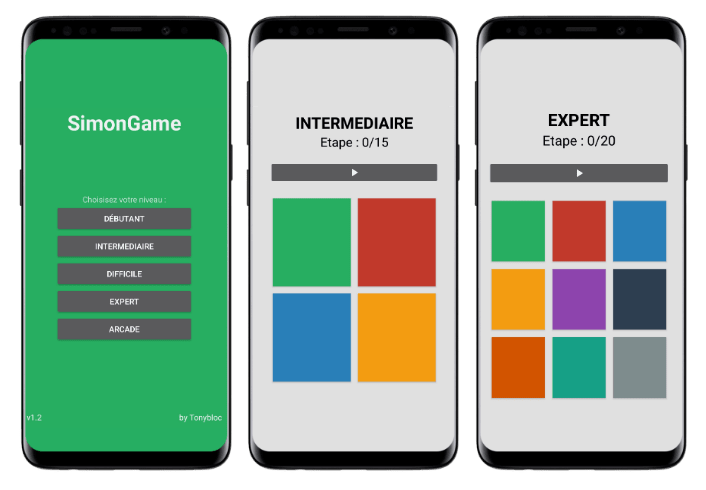 SimonGame
Choisisez votre niveau :
DÉBUTANT
INTERMEDIAIRE
DIFFICILE
EXPERT
ARCADE
v1.2
by Tonybloc
INTERMEDIAIRE
Etape : 0/15
EXPERT
Etape : 0/20